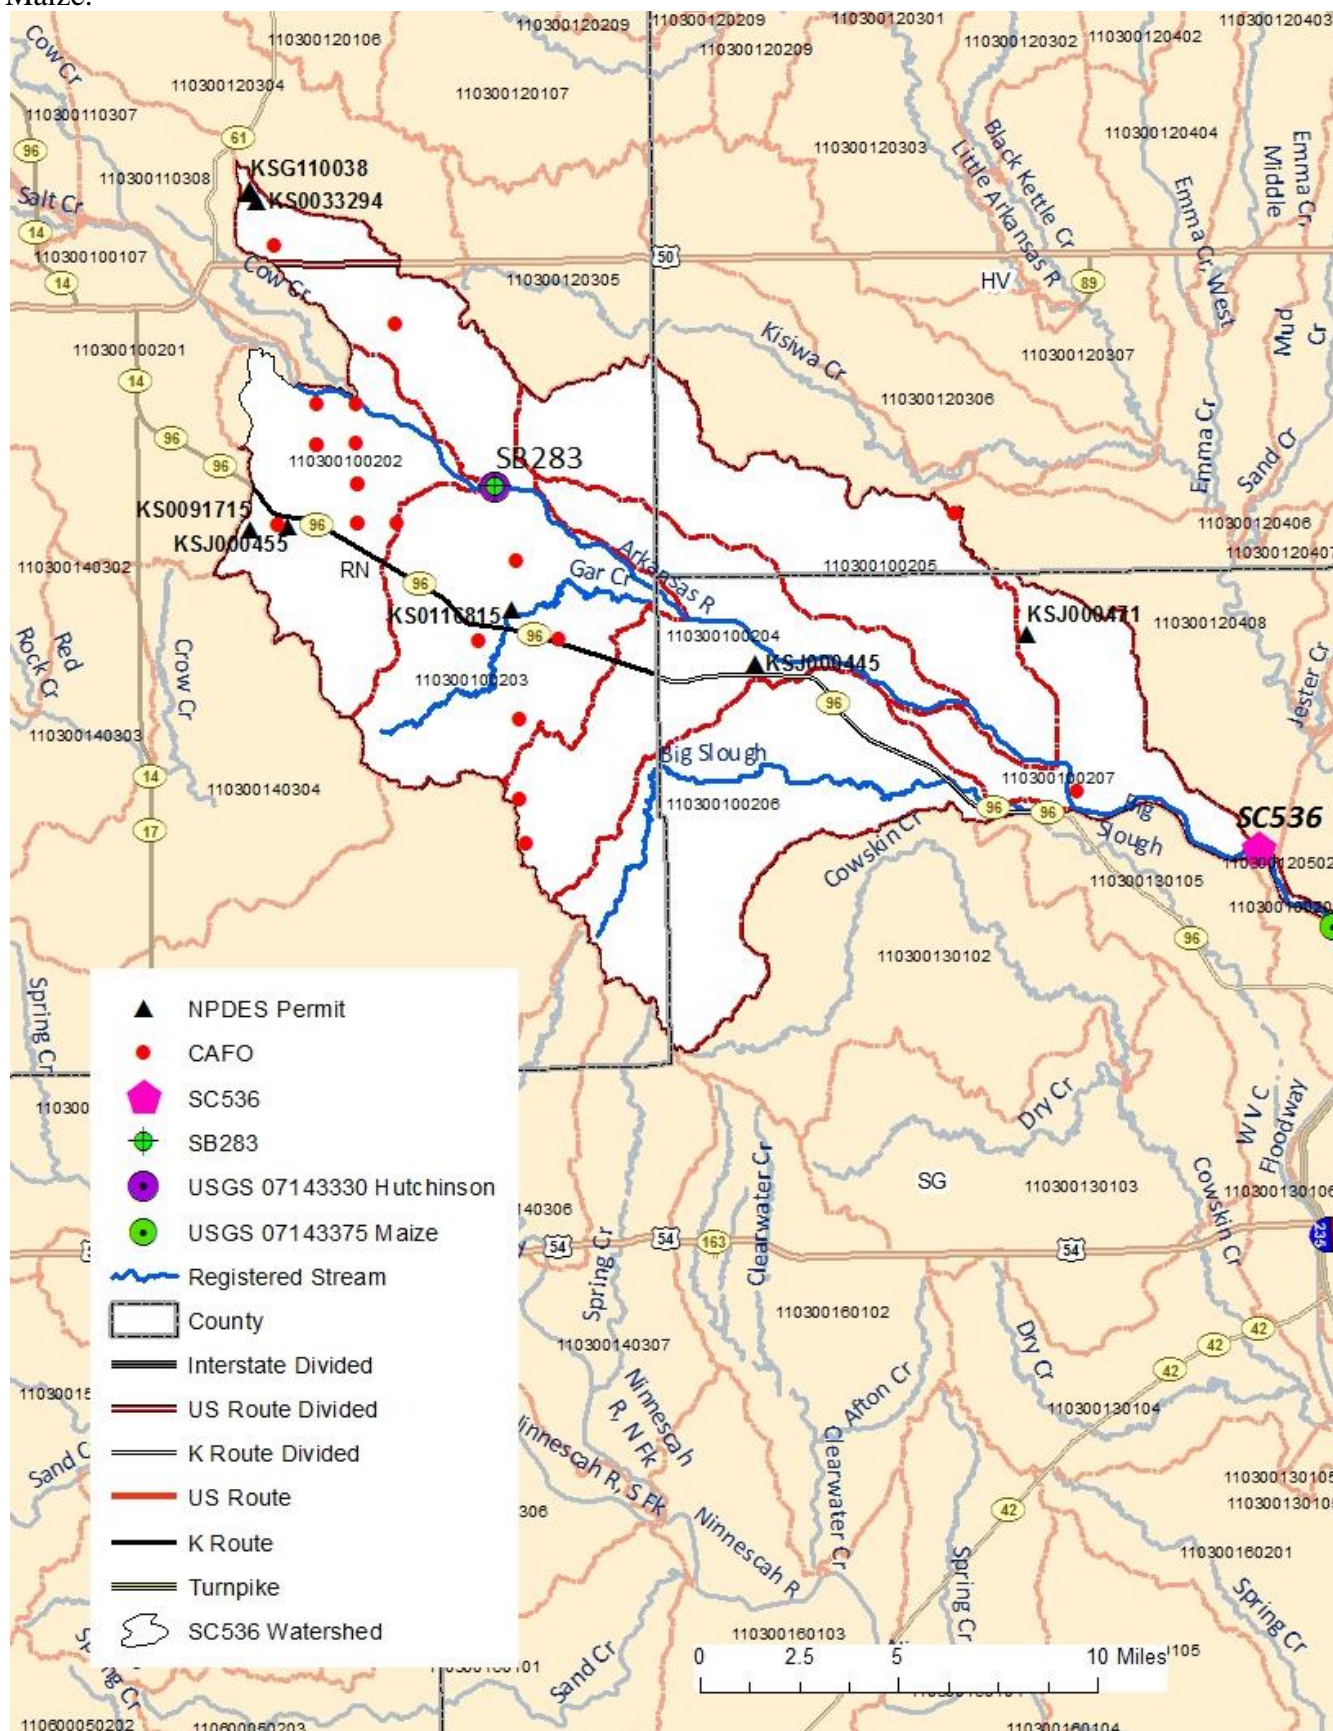 Maize.
110300120106
110300120209
110300120209
110300120209
110300120301
110300120302
110300120402
110300120403
Cow Cr
110300120304
110300120107
110300110307
61
96
110300120303
110300120404
Black Kettle Cr
Little Arkansas R
Emma Cr, Middle
Emma Cr, West
KSG110038
110300110308
KS0033294
Salt Cr
14
110300100107
50
14
Cow Cr
110300120305
HV
89
Mud Cr
Kisiwa Cr
110300100201
110300120307
14
110300120306
Emma Cr
Sand Cr
96
96
110300100202
SB283
KS0091715
96
KSJ000455
110300120406
110300120407
110300140302
RN
96
Arkansas R
Gar Cr
110300100205
KS0116815
KSJ000471
96
110300100204
110300120408
Red Rock Cr
Crow Cr
KSJ000445
110300100203
96
Jester Cr
110300140303
Big Slough
14
110300140304
110300100207
110300100206
96
96
Big Slough
SC536
17
Cowskin Cr
110300120502
110300130105
96
110300130102
Spring Cr
NPDES Permit
CAFO
SC536
SB283
USGS 07143330 Hutchinson
USGS 07143375 Maize
Registered Stream
County
Interstate Divided
US Route Divided
K Route Divided
US Route
K Route
Turnpike
SC536 Watershed
Dry Cr
W V C Floodway
Clearwater Cr
SG
110300130103
110300130106
Cowskin Cr
Spring Cr
54
54
163
54
235
110300160102
110300140307
Dry Cr
42
42
42
Ninnescah R, N Fk
Afton Cr
110300130104
Sand C
Ninnescah R, S Fk
Clearwater Cr
42
Ninnescah R
Spring Cr
110300160201
Spring Cr
110300160103
Sand Cr
0 2.5 5 10 Miles
110600050202
110600050203
110300160104